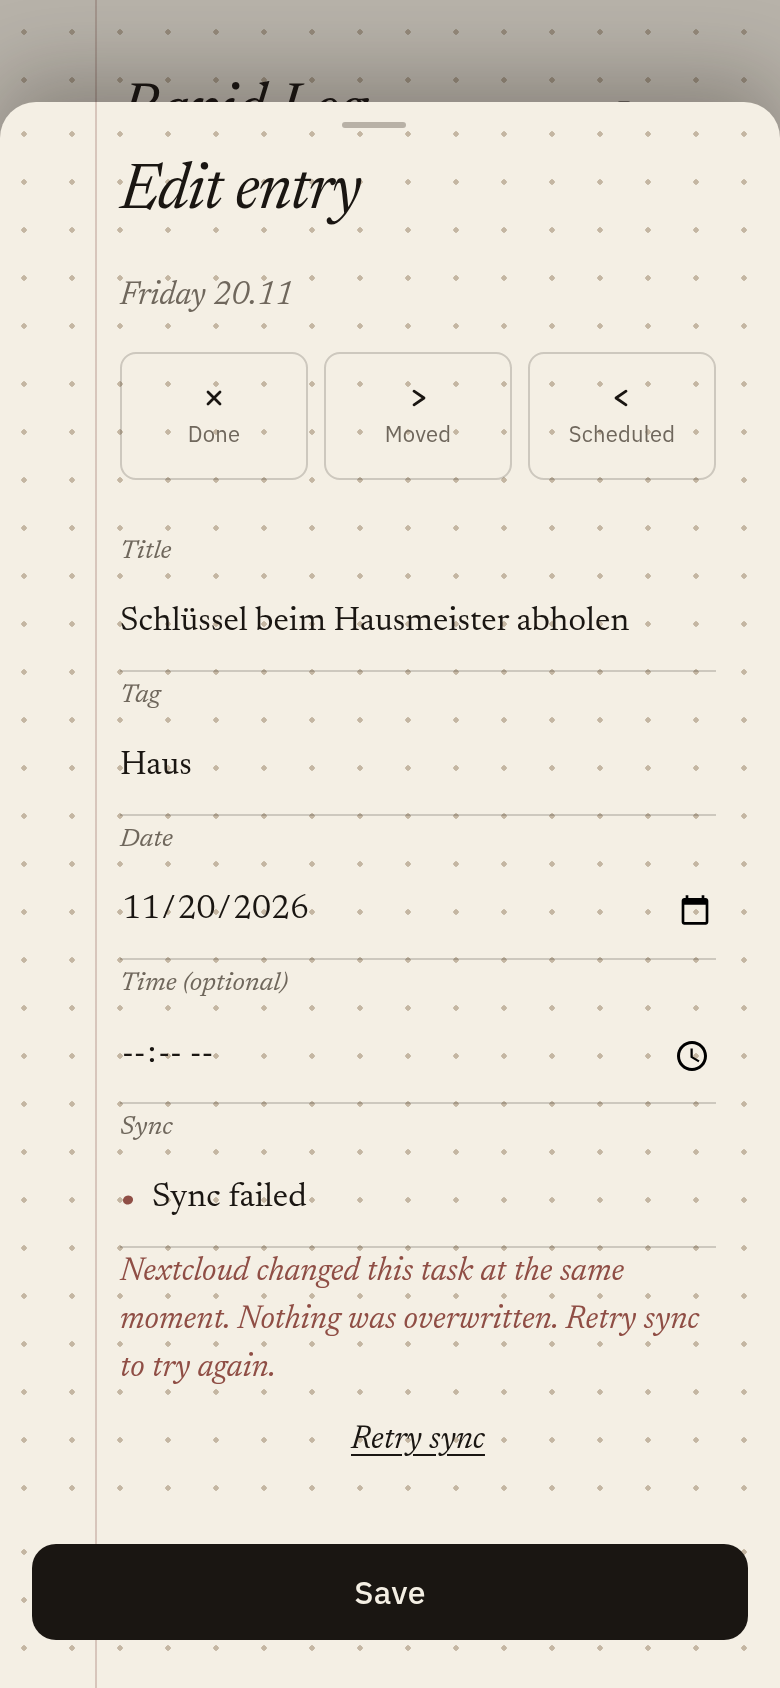 Rapid Log
Edit entry
Friday 20.11
× > <
Done Moved Scheduled
Title
Schlüssel beim Hausmeister abholen
Tag
Haus
Date
11/20/2026
Time (optional)
--:-- --
Sync
Sync failed
Nextcloud changed this task at the same
moment. Nothing was overwritten. Retry sync
to try again.
Retry sync
Save